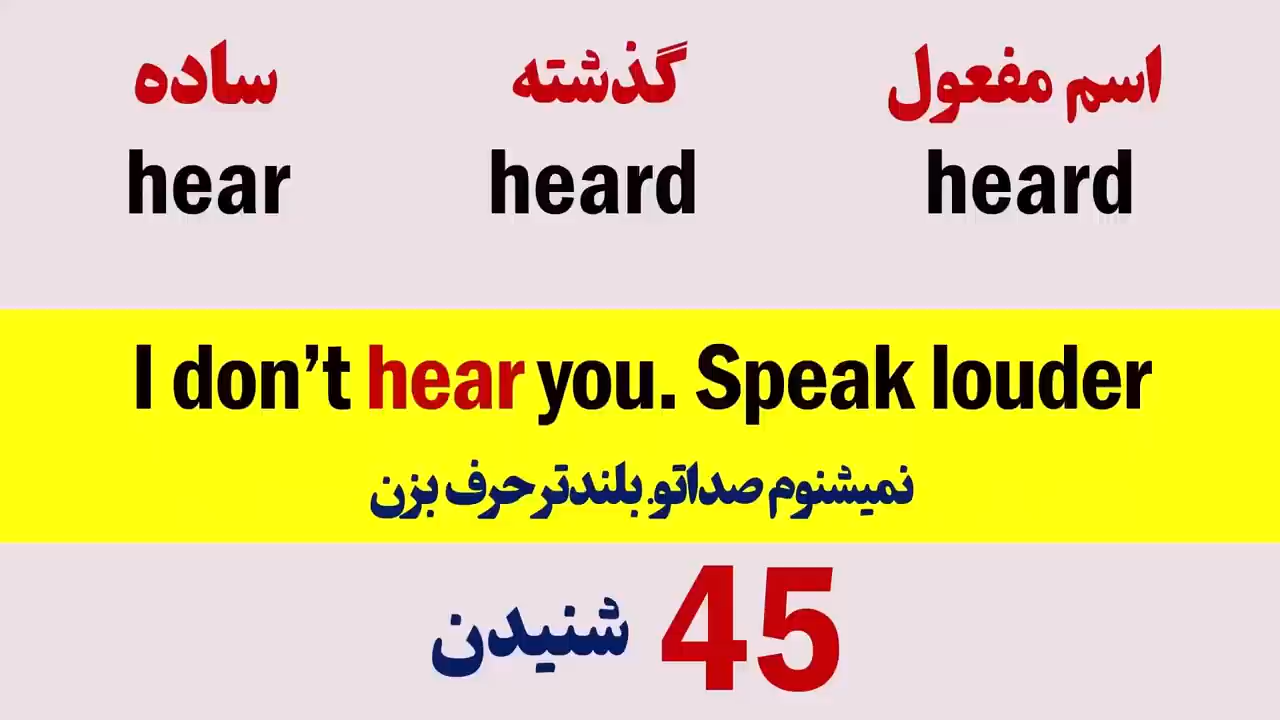 ساده گذشته اسم مفعول
hear heard heard
I don’t hear you. Speak louder
نمیشنوم صداتو. بلندتر حرف بزن
45 شنیدن